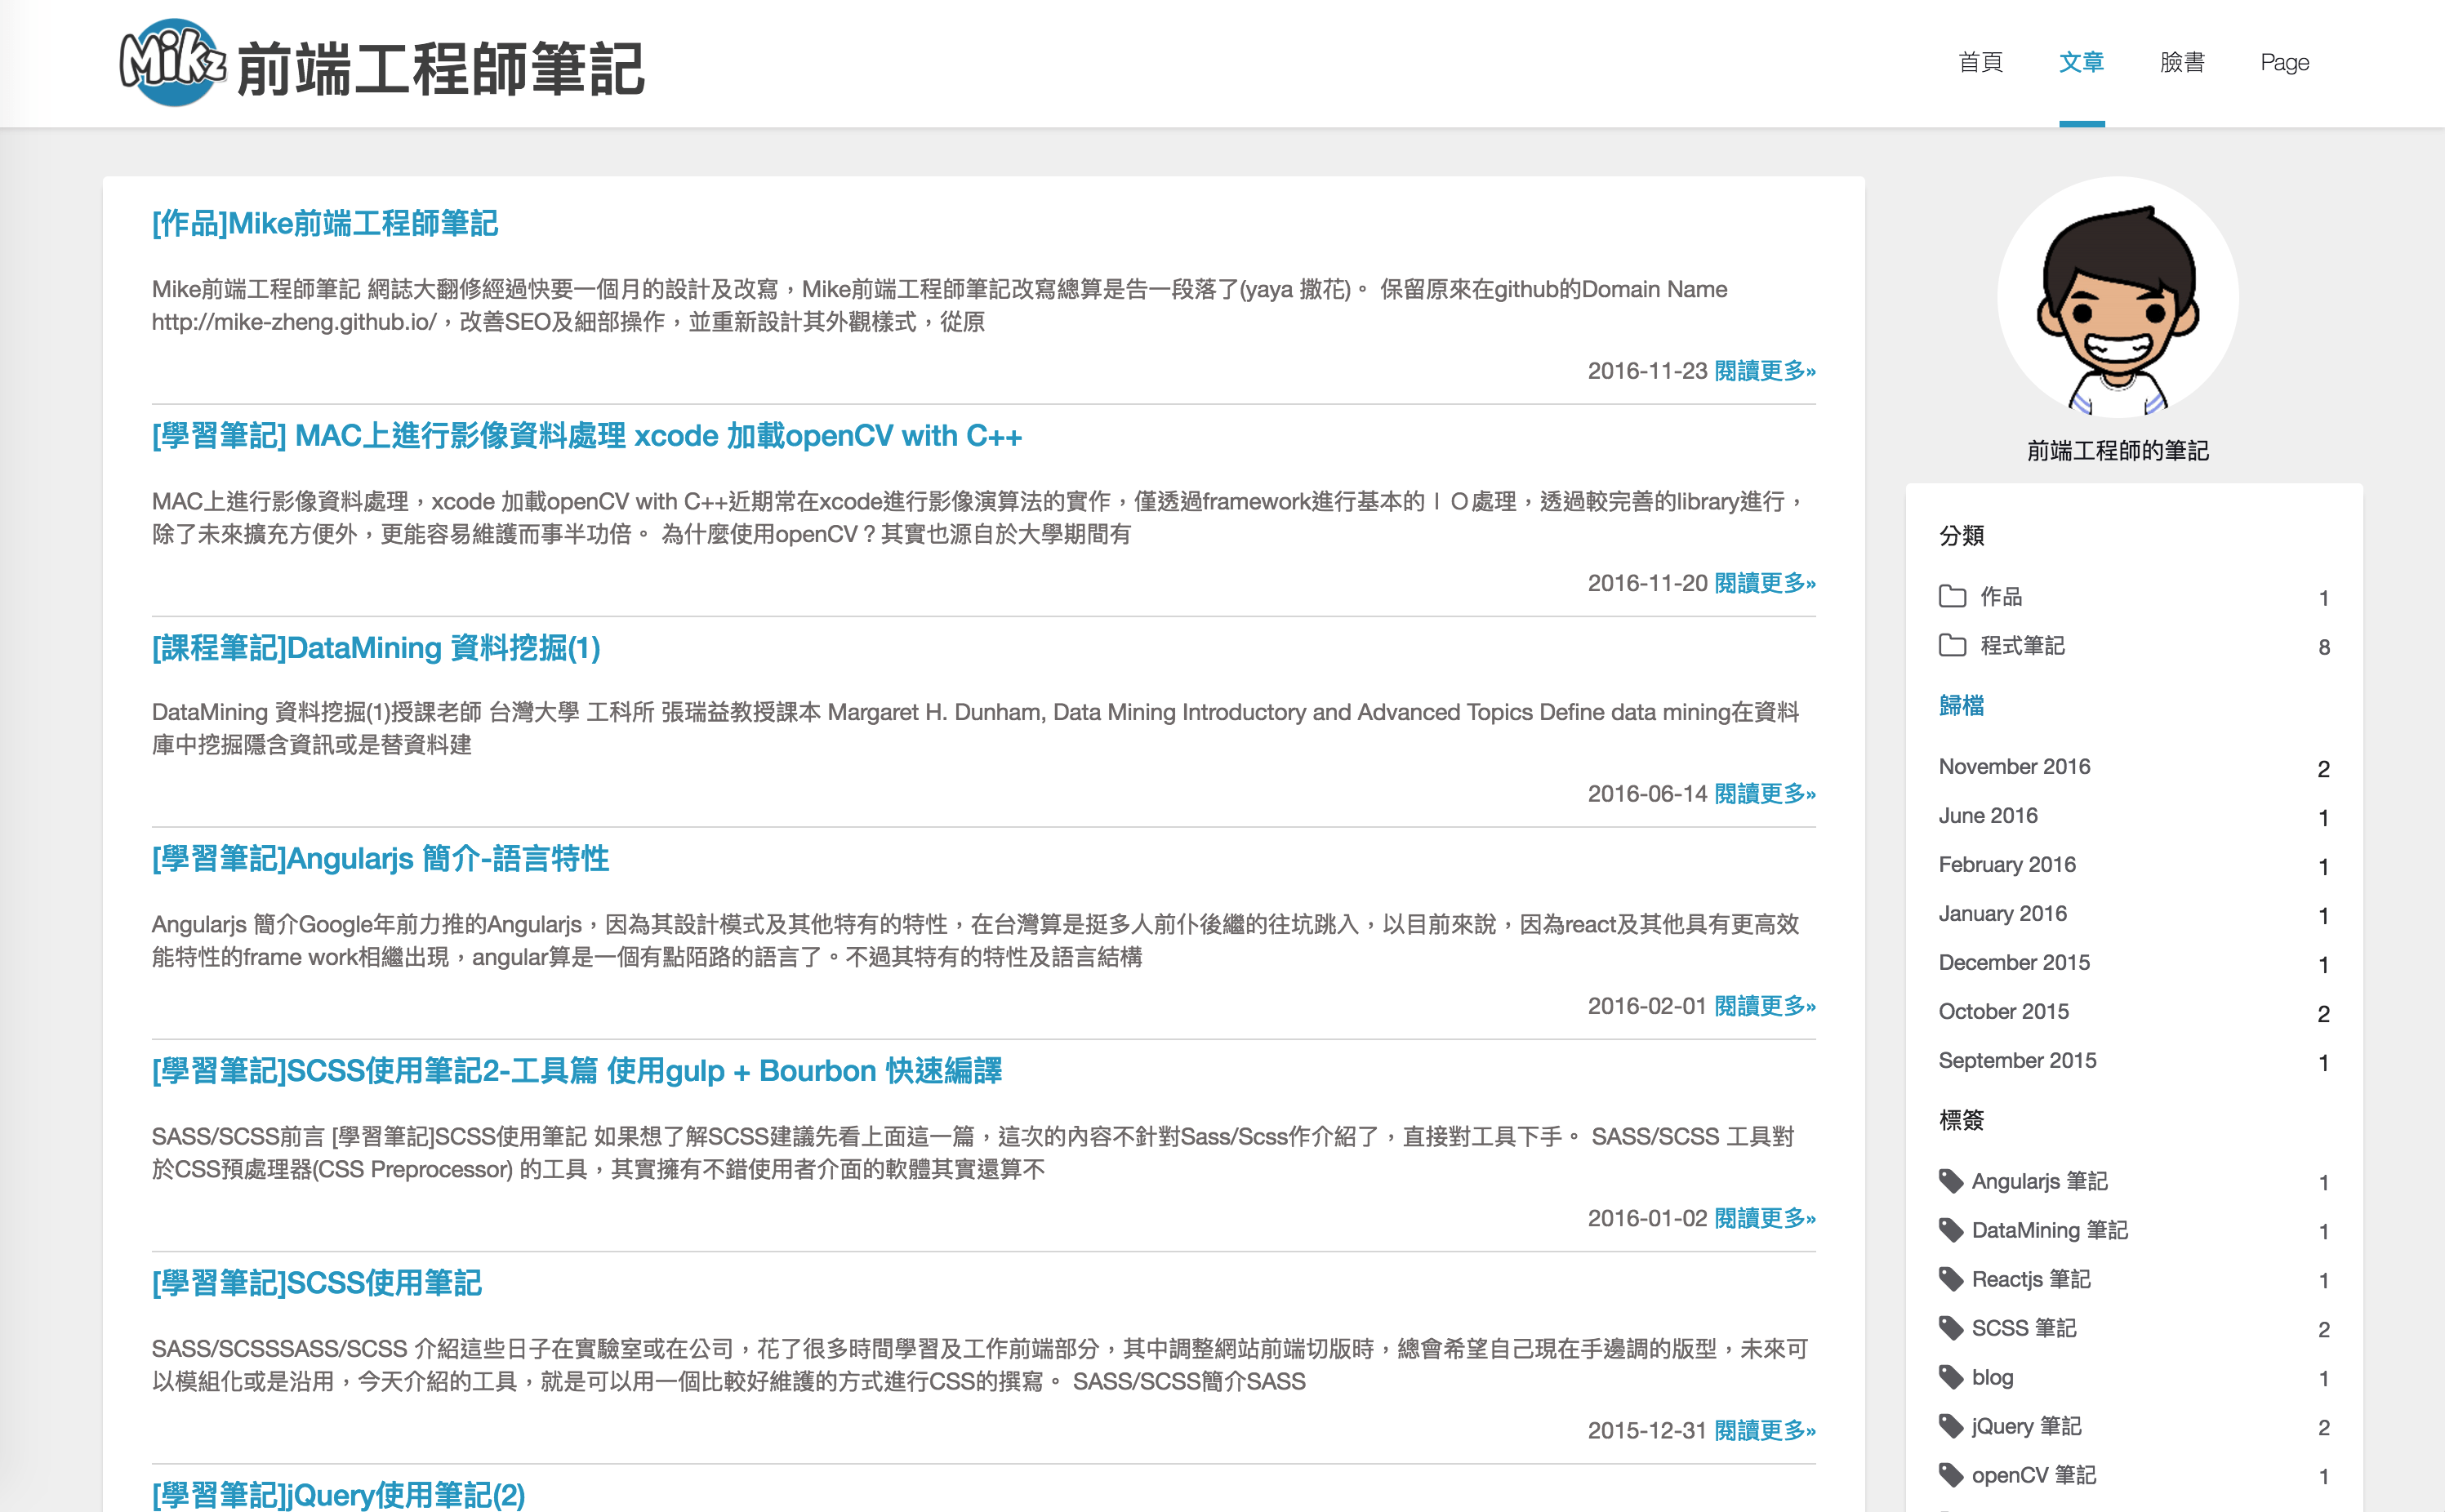 Mikz 前端工程師筆記
首頁 文章 臉書 Page
[作品]Mike前端工程師筆記
Mike前端工程師筆記 網誌大翻修經過快要一個月的設計及改寫，Mike前端工程師筆記改寫總算是告一段落了(yaya 撒花)。 保留原來在github的Domain Name
http://mike-zheng.github.io/，改善SEO及細部操作，並重新設計其外觀樣式，從原
2016-11-23 閱讀更多»
[學習筆記] MAC上進行影像資料處理 xcode 加載openCV with C++
MAC上進行影像資料處理，xcode 加載openCV with C++近期常在xcode進行影像演算法的實作，僅透過framework進行基本的ＩＯ處理，透過較完善的library進行，
除了未來擴充方便外，更能容易維護而事半功倍。 為什麼使用openCV？其實也源自於大學期間有
2016-11-20 閱讀更多»
[課程筆記]DataMining 資料挖掘(1)
DataMining 資料挖掘(1)授課老師 台灣大學 工科所 張瑞益教授課本 Margaret H. Dunham, Data Mining Introductory and Advanced Topics Define data mining在資料
庫中挖掘隱含資訊或是替資料建
2016-06-14 閱讀更多»
[學習筆記]Angularjs 簡介-語言特性
Angularjs 簡介Google年前力推的Angularjs，因為其設計模式及其他特有的特性，在台灣算是挺多人前仆後繼的往坑跳入，以目前來說，因為react及其他具有更高效
能特性的frame work相繼出現，angular算是一個有點陌路的語言了。不過其特有的特性及語言結構
2016-02-01 閱讀更多»
[學習筆記]SCSS使用筆記2-工具篇 使用gulp + Bourbon 快速編譯
SASS/SCSS前言 [學習筆記]SCSS使用筆記 如果想了解SCSS建議先看上面這一篇，這次的內容不針對Sass/Scss作介紹了，直接對工具下手。 SASS/SCSS 工具對
於CSS預處理器(CSS Preprocessor) 的工具，其實擁有不錯使用者介面的軟體其實還算不
2016-01-02 閱讀更多»
[學習筆記]SCSS使用筆記
SASS/SCSSSASS/SCSS 介紹這些日子在實驗室或在公司，花了很多時間學習及工作前端部分，其中調整網站前端切版時，總會希望自己現在手邊調的版型，未來可
以模組化或是沿用，今天介紹的工具，就是可以用一個比較好維護的方式進行CSS的撰寫。 SASS/SCSS簡介SASS
2015-12-31 閱讀更多»
[學習筆記]jQuery使用筆記(2)
前端工程師的筆記
分類
作品 1
程式筆記 8
歸檔
November 2016 2
June 2016 1
February 2016 1
January 2016 1
December 2015 1
October 2015 2
September 2015 1
標簽
Angularjs 筆記 1
DataMining 筆記 1
Reactjs 筆記 1
SCSS 筆記 2
blog 1
jQuery 筆記 2
openCV 筆記 1